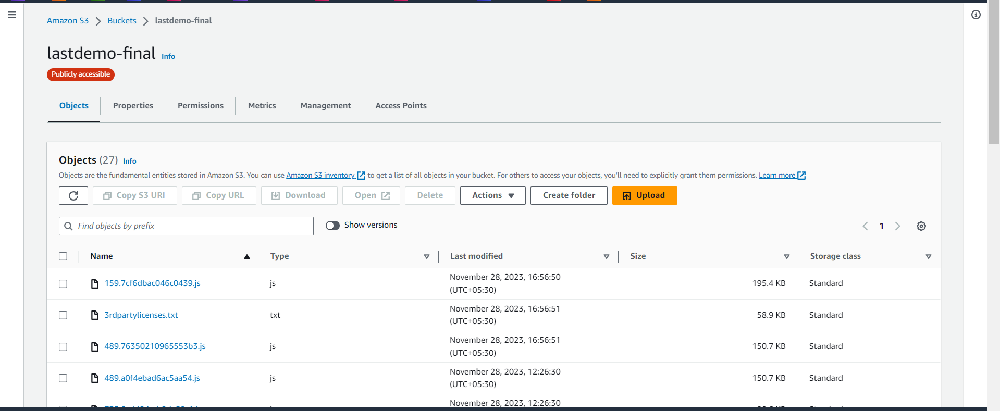 Amazon S3 > Buckets > lastdemo-final
lastdemo-final Info
Publicly accessible
Objects Properties Permissions Metrics Management Access Points
Objects (27) Info
Objects are the fundamental entities stored in Amazon S3. You can use Amazon S3 inventory to get a list of all objects in your bucket. For others to access your objects, you'll need to explicitly grant them permissions. Learn more
Copy S3 URI Copy URL Download Open Delete Actions Create folder Upload
Find objects by prefix Show versions 1
Name Type Last modified Size Storage class
159.7cf6dbac046c0439.js js November 28, 2023, 16:56:50 (UTC+05:30) 195.4 KB Standard
3rdpartylicenses.txt txt November 28, 2023, 16:56:51 (UTC+05:30) 58.9 KB Standard
489.76350210965553b3.js js November 28, 2023, 16:56:51 (UTC+05:30) 150.7 KB Standard
489.a0f4ebad6ac5aa54.js js November 28, 2023, 12:26:30 (UTC+05:30) 150.7 KB Standard
November 28, 2023, 12:26:30